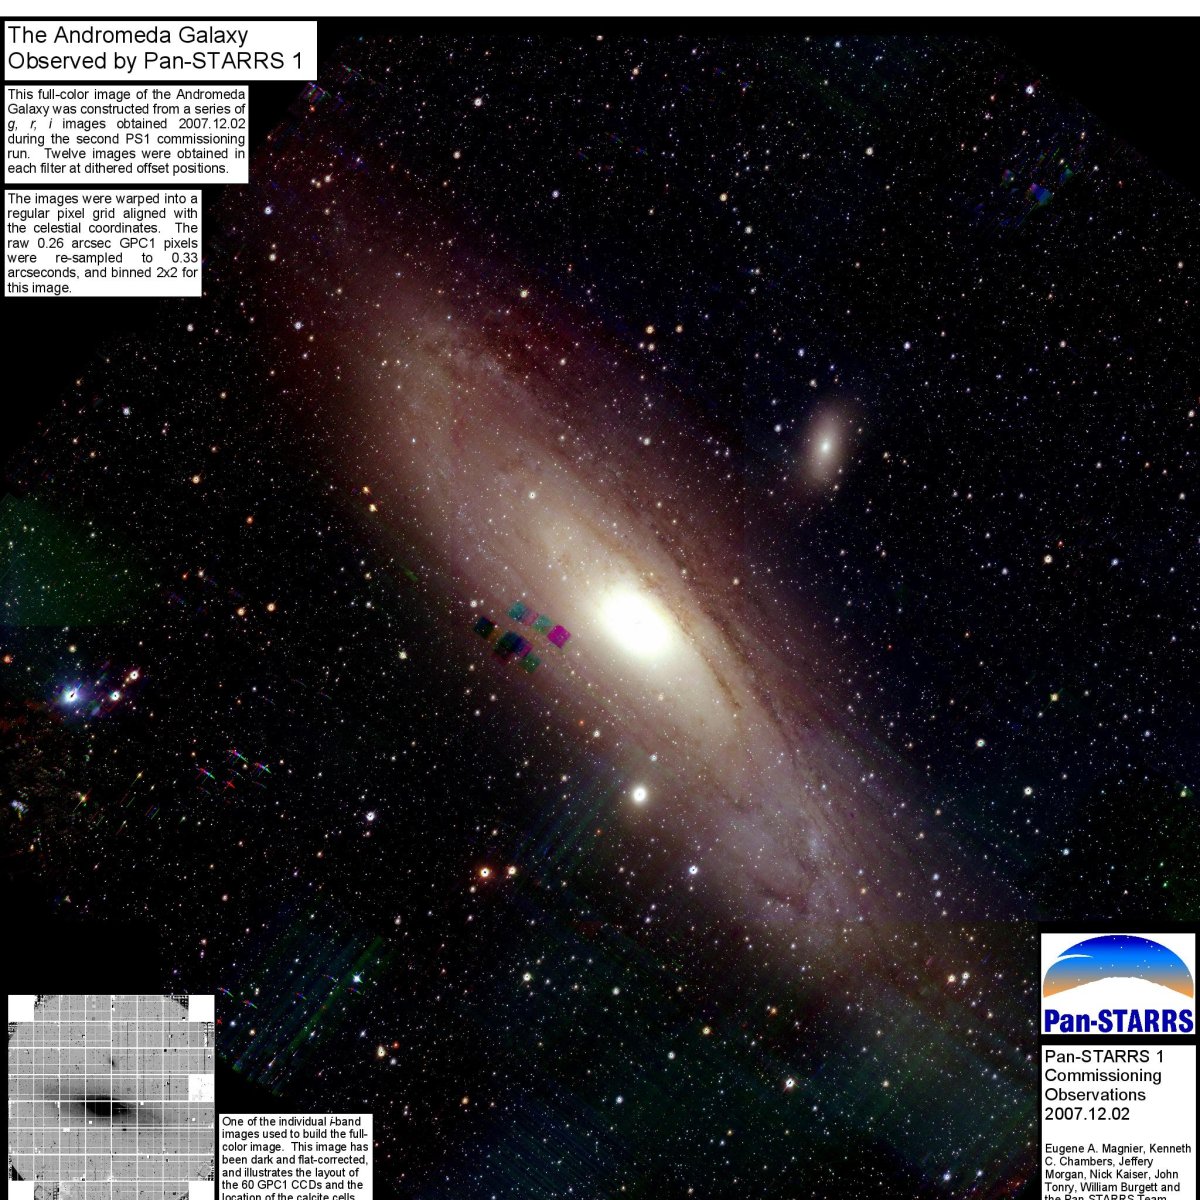 The Andromeda Galaxy
Observed by Pan-STARRS 1
This full-color image of the Andromeda
Galaxy was constructed from a series of
g, r, i images obtained 2007.12.02
during the second PS1 commissioning
run. Twelve images were obtained in
each filter at dithered offset positions.
The images were warped into a
regular pixel grid aligned with
the celestial coordinates. The
raw 0.26 arcsec GPC1 pixels
were re-sampled to 0.33
arcseconds, and binned 2x2 for
this image.
One of the individual i-band
images used to build the full-
color image. This image has
been dark and flat-corrected,
and illustrates the layout of
the 60 GPC1 CCDs and the
location of the calcite cells
Pan-STARRS
Pan-STARRS 1
Commissioning
Observations
2007.12.02
Eugene A. Magnier, Kenneth
C. Chambers, Jeffery
Morgan, Nick Kaiser, John
Tonry, William Burgett and
the Pan-STARRS Team